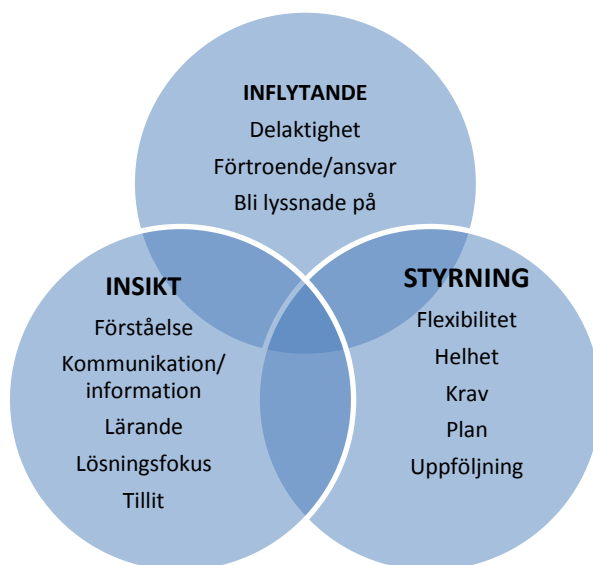 INFLYTANDE
Delaktighet
Förtroende/ansvar
Bli lyssnade på
INSIKT
Förståelse
Kommunikation/
information
Lärande
Lösningsfokus
Tillit
STYRNING
Flexibilitet
Helhet
Krav
Plan
Uppföljning